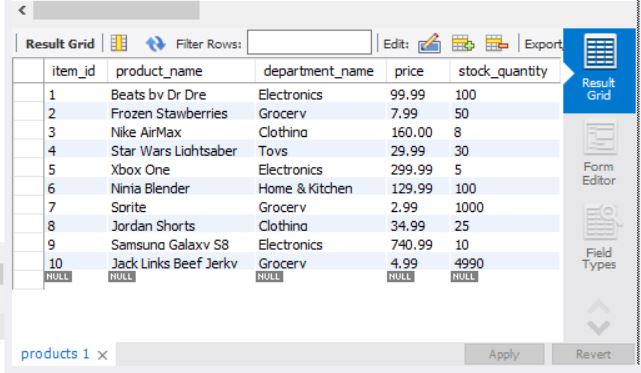 Result Grid Filter Rows: Edit: Export
item_id product_name department_name price stock_quantity
1 Beats by Dr Dre Electronics 99.99 100
2 Frozen Stawberries Grocery 7.99 50
3 Nike AirMax Clothing 160.00 8
4 Star Wars Lightsaber Toys 29.99 30
5 Xbox One Electronics 299.99 5
6 Ninja Blender Home & Kitchen 129.99 100
7 Sprite Grocery 2.99 1000
8 Jordan Shorts Clothing 34.99 25
9 Samsung Galaxy S8 Electronics 740.99 10
10 Jack Links Beef Jerky Grocery 4.99 4990
NULL NULL NULL NULL NULL
Result
Grid
Form
Editor
Field
Types
products 1 Apply Revert